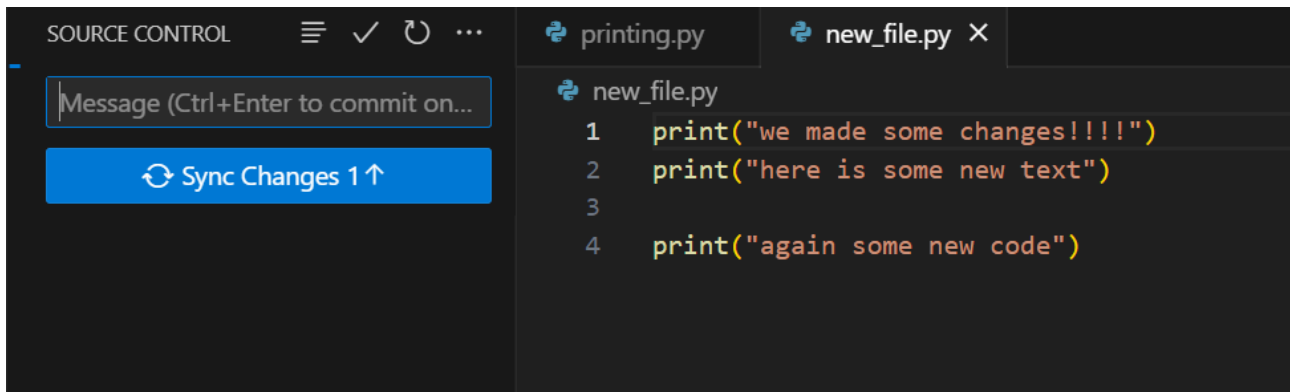 SOURCE CONTROL
Message (Ctrl+Enter to commit on...
Sync Changes 1↑
printing.py
new_file.py
new_file.py
1 print("we made some changes!!!!")
2 print("here is some new text")
3
4 print("again some new code")